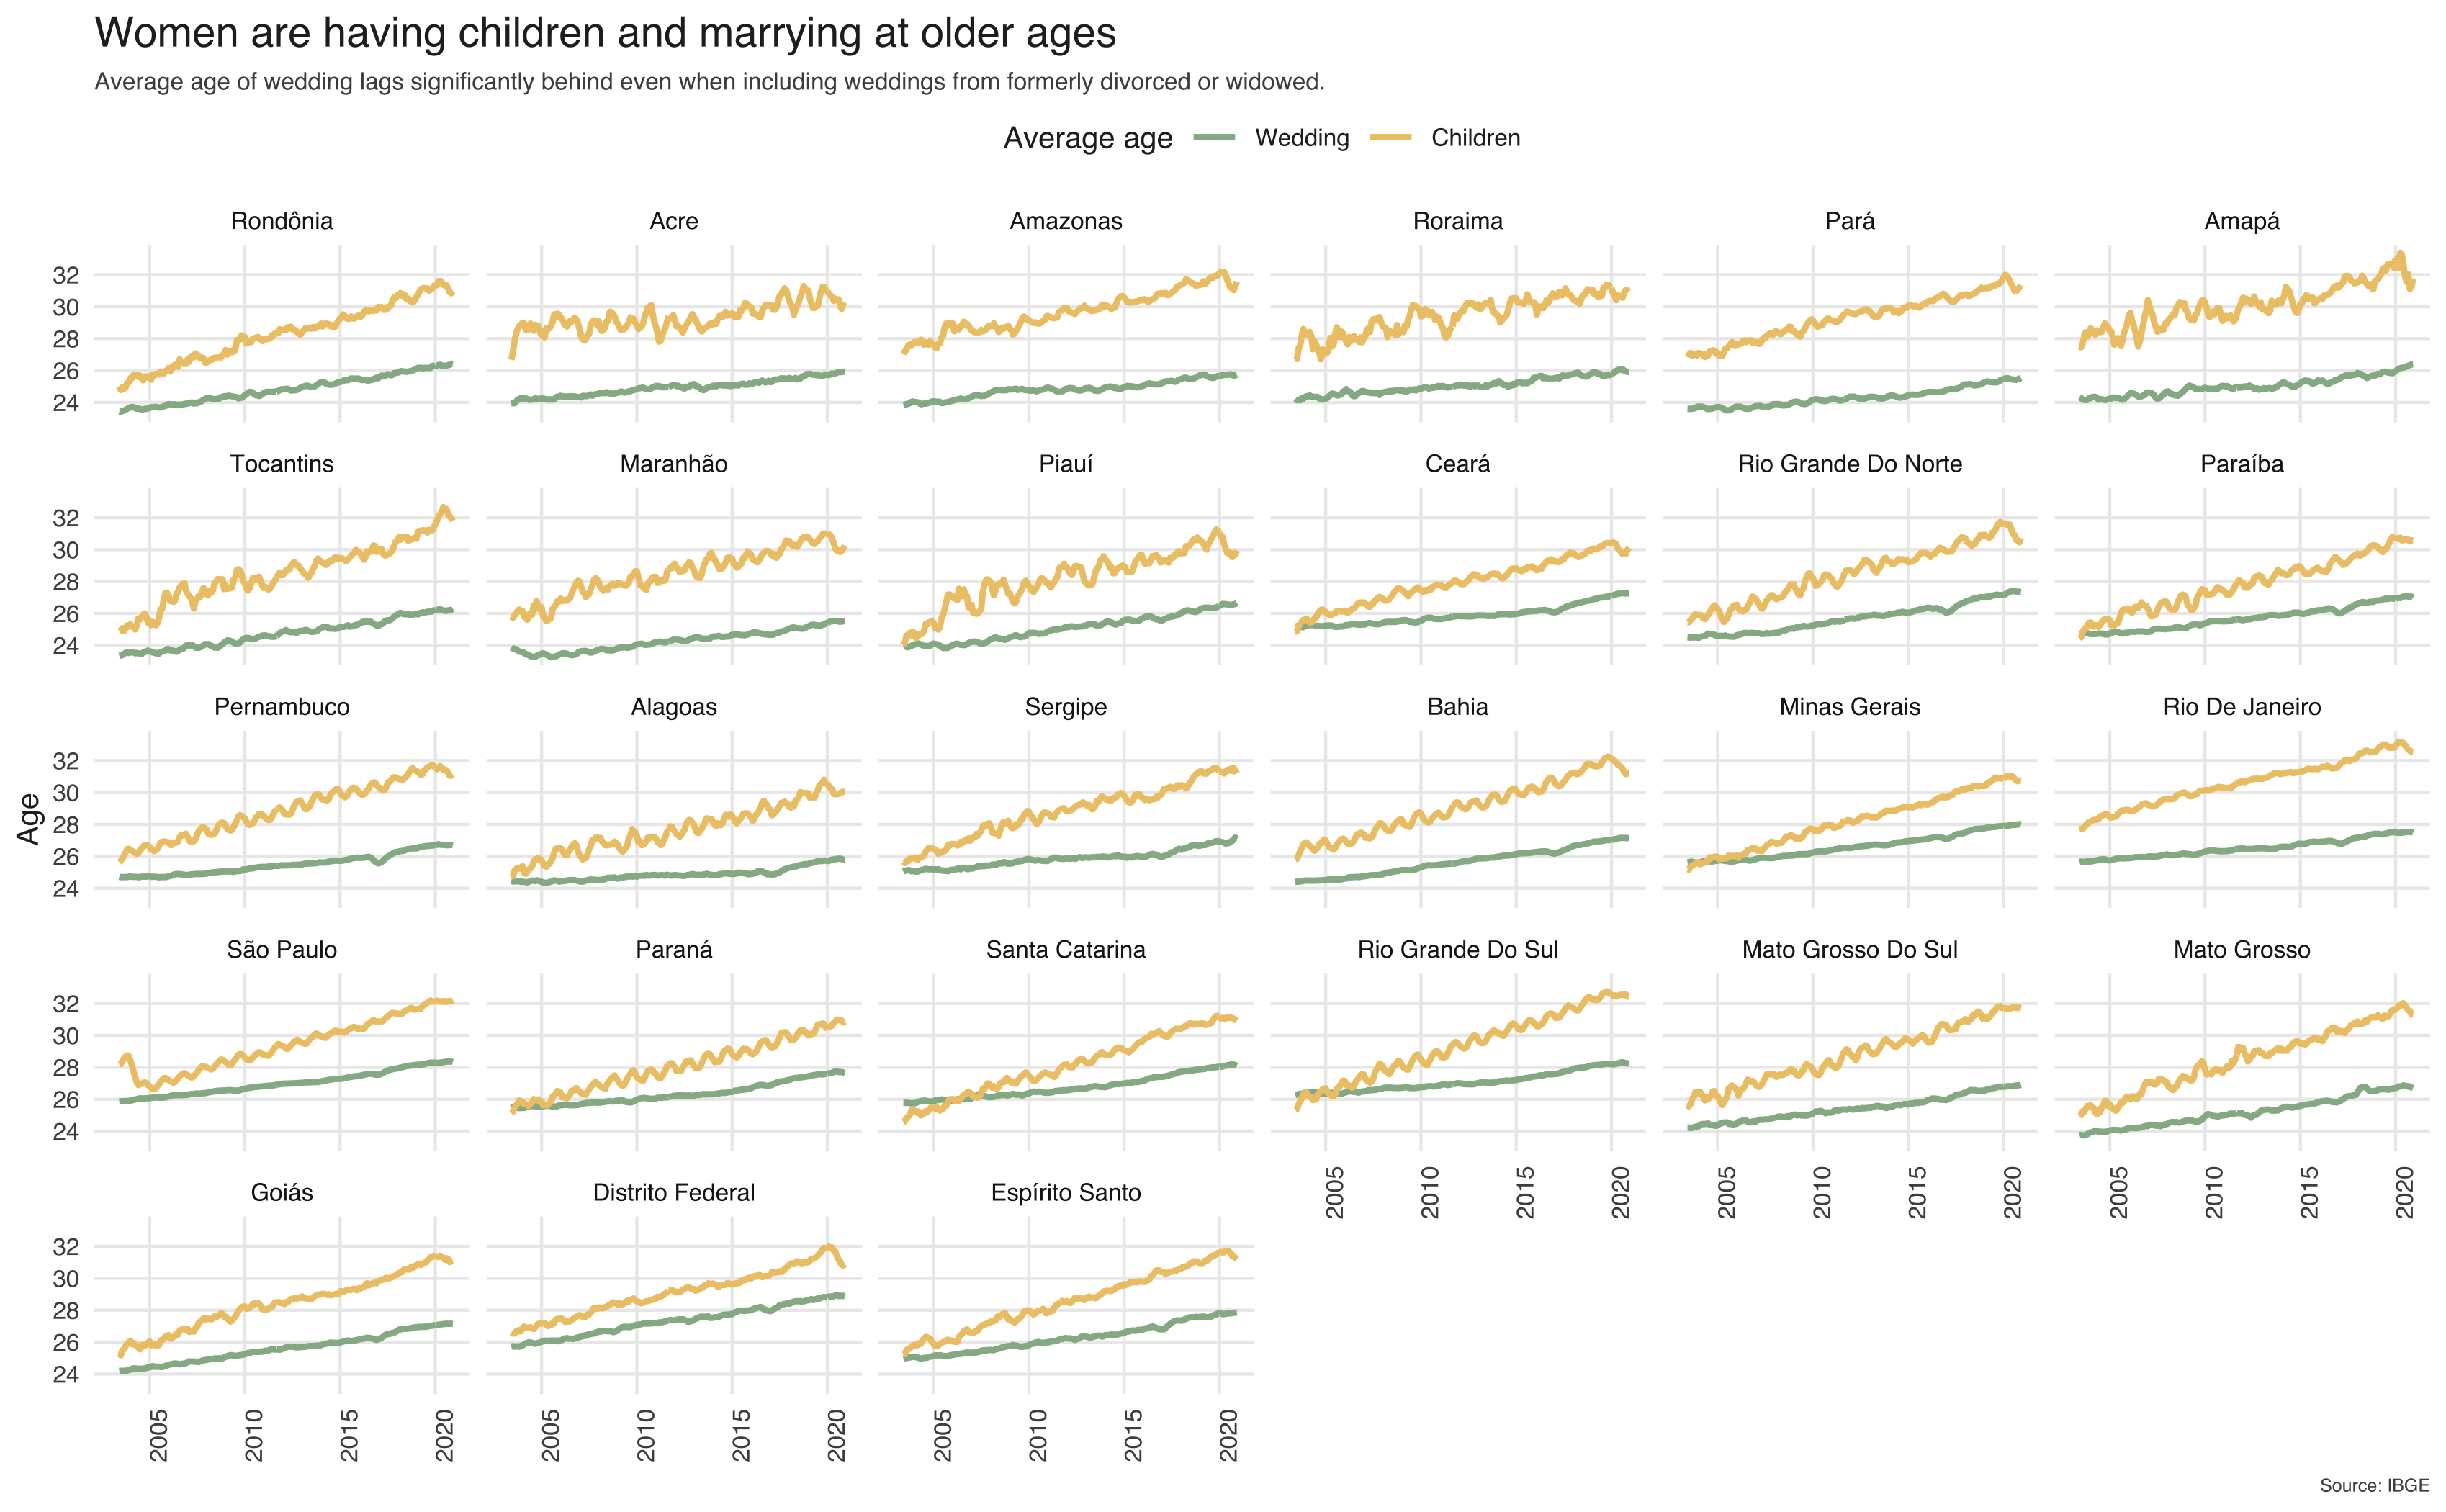 Women are having children and marrying at older ages
Average age of wedding lags significantly behind even when including weddings from formerly divorced or widowed.
Average age Wedding Children
Rondônia Acre Amazonas Roraima Pará Amapá
32
30
28
26
24
Tocantins Maranhão Piauí Ceará Rio Grande Do Norte Paraíba
32
30
28
26
24
Pernambuco Alagoas Sergipe Bahia Minas Gerais Rio De Janeiro
32
30
28
26
24
Age
São Paulo Paraná Santa Catarina Rio Grande Do Sul Mato Grosso Do Sul Mato Grosso
32
30
28
26
24
2005 2010 2015 2020 2005 2010 2015 2020 2005 2010 2015 2020
Goiás Distrito Federal Espírito Santo
32
30
28
26
24
2005 2010 2015 2020 2005 2010 2015 2020 2005 2010 2015 2020
Source: IBGE